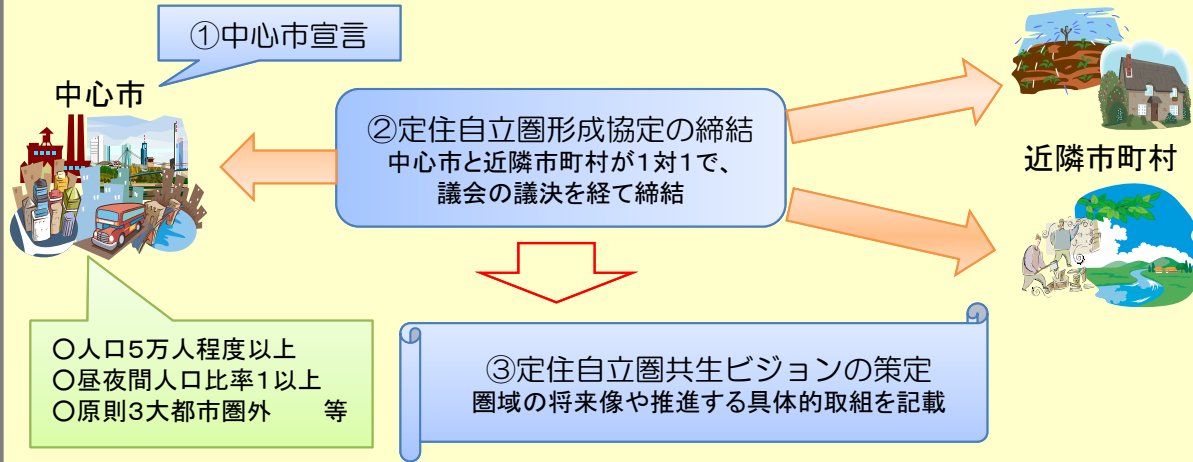 ①中心市宣言
中心市
②定住自立圏形成協定の締結
中心市と近隣市町村が1対1で、
議会の議決を経て締結
近隣市町村
○人口5万人程度以上
○昼夜間人口比率1以上
○原則3大都市圏外　等
③定住自立圏共生ビジョンの策定
圏域の将来像や推進する具体的取組を記載